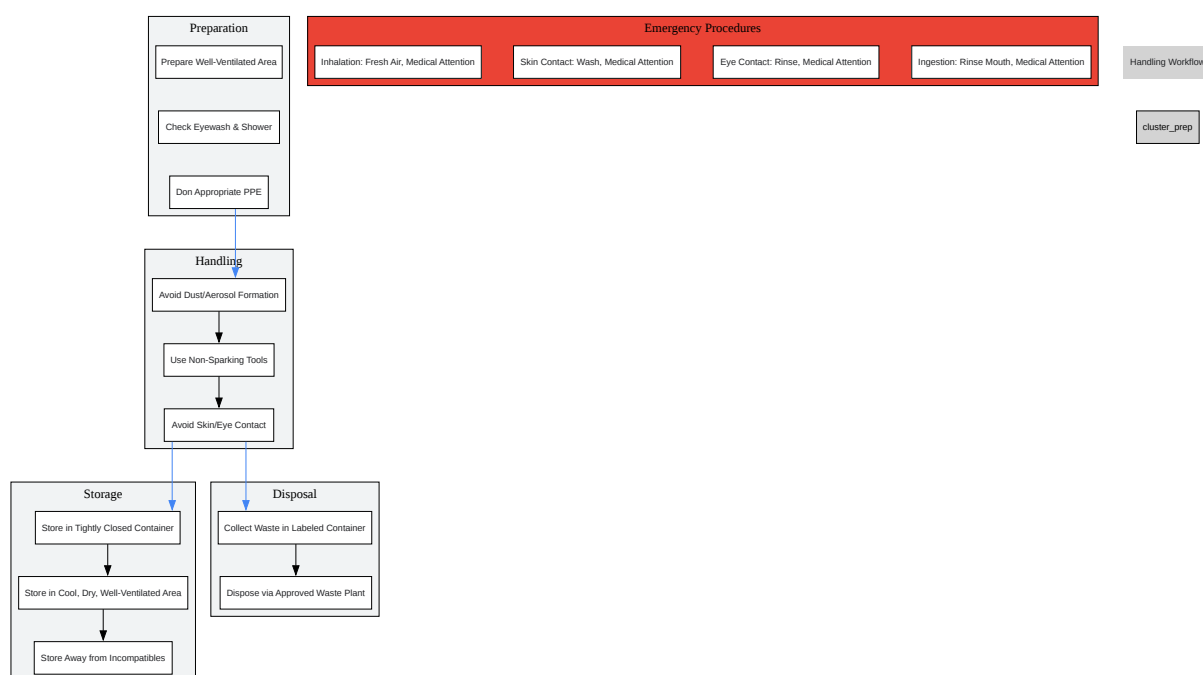 Preparation
Prepare Well-Ventilated Area
Check Eyewash & Shower
Don Appropriate PPE
Emergency Procedures
Inhalation: Fresh Air, Medical Attention
Skin Contact: Wash, Medical Attention
Eye Contact: Rinse, Medical Attention
Ingestion: Rinse Mouth, Medical Attention
Handling Workflow
cluster_prep
Handling
Avoid Dust/Aerosol Formation
Use Non-Sparking Tools
Avoid Skin/Eye Contact
Storage
Store in Tightly Closed Container
Store in Cool, Dry, Well-Ventilated Area
Store Away from Incompatibles
Disposal
Collect Waste in Labeled Container
Dispose via Approved Waste Plant